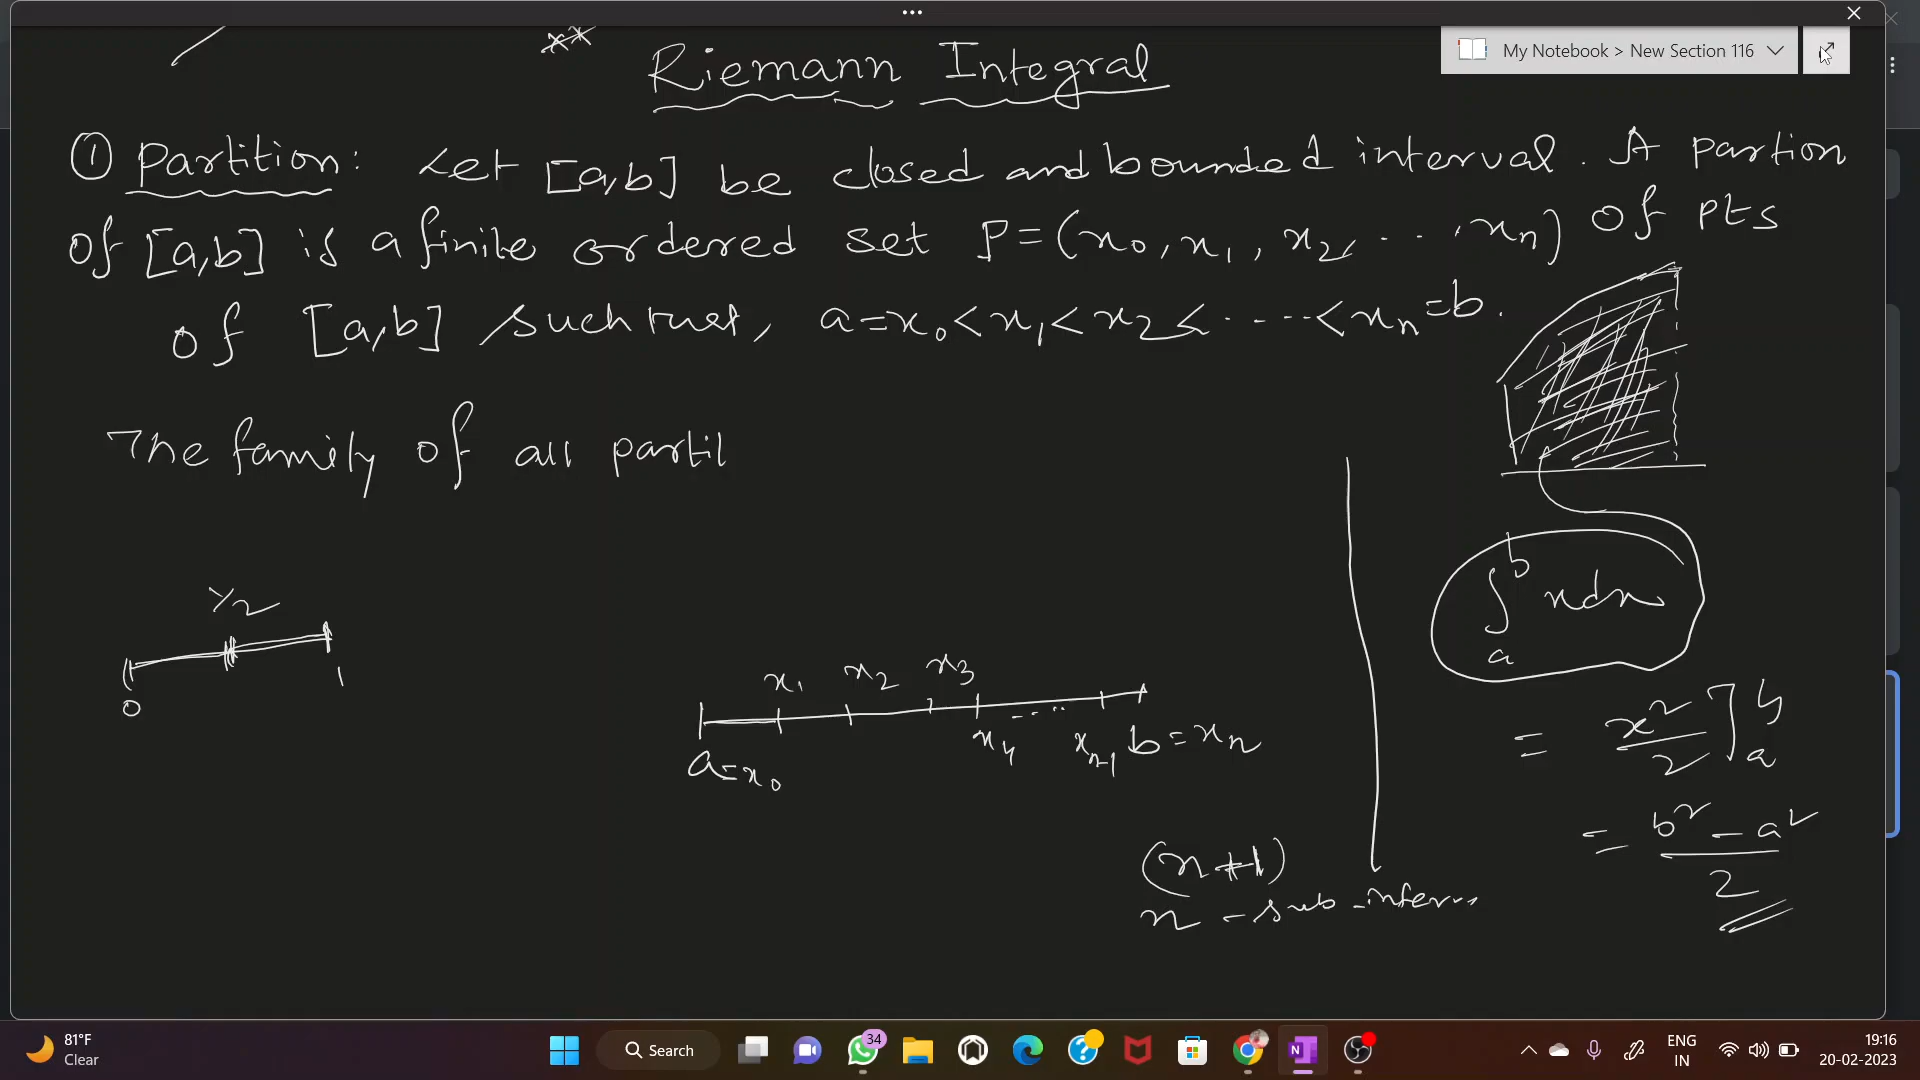 ...
My Notebook > New Section 116
**
Riemann Integral
① Partition: Let [a,b] be closed and bounded interval. A partion
of [a,b] is a finite ordered set P=(x₀, x₁, x₂, ..., xₙ) of pts
of [a,b] such that, a=x₀<x₁<x₂<.....<xₙ=b.
The family of all parti
1/2
0
1
x₁ x₂ x₃
a=x₀
x₄ .... xₙ₋₁ b=xₙ
(n+1)
n - sub-interv
∫ₐᵇ x dx
= x²/2]ₐᵇ
= b²-a²/2
81°F
Clear
Search
34
ENG
IN
19:16
20-02-2023